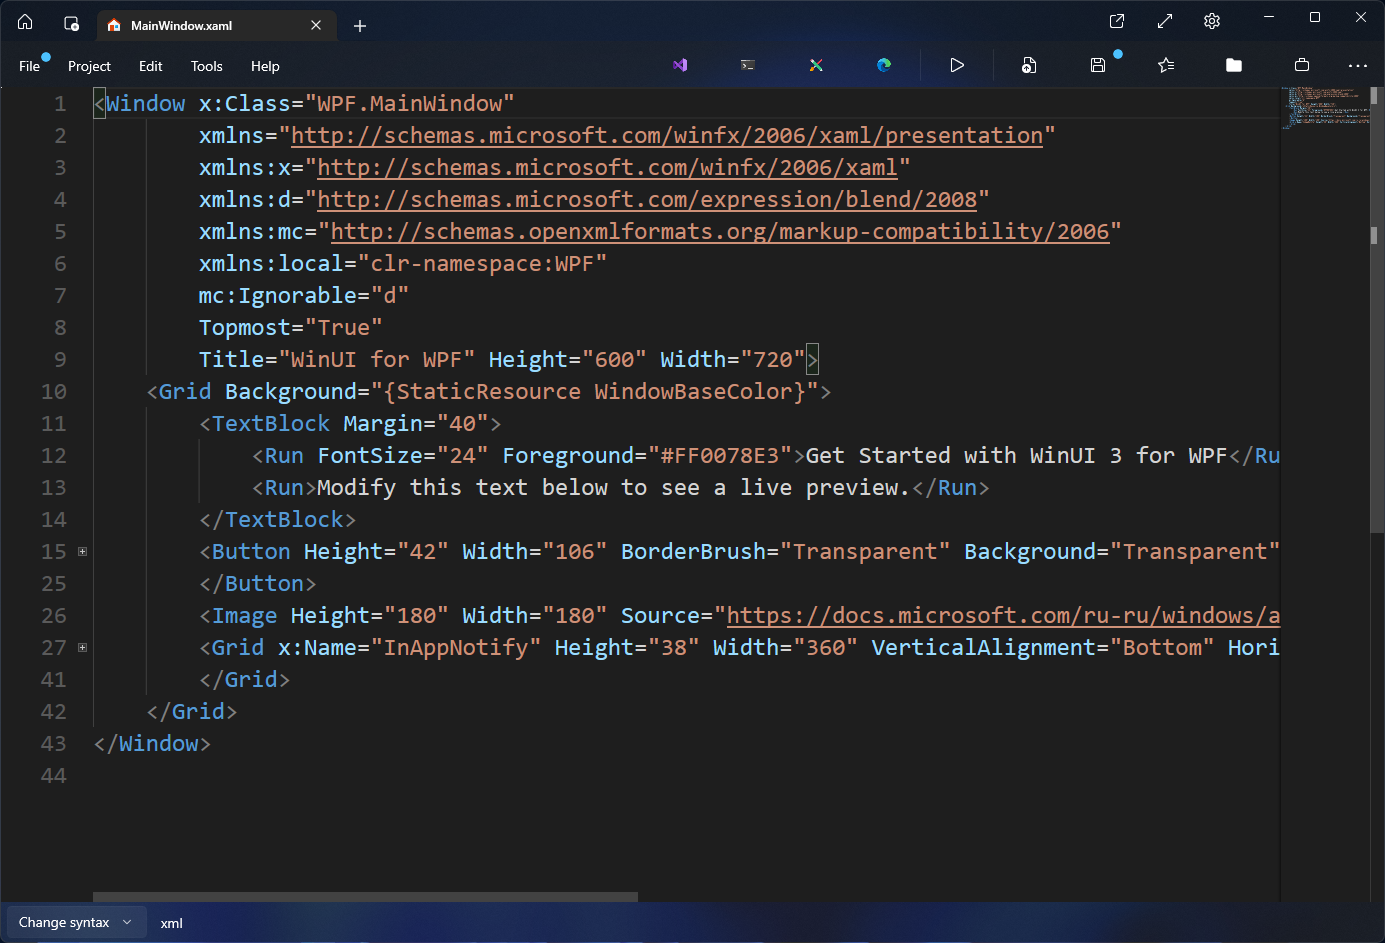 MainWindow.xaml
File Project Edit Tools Help
1 <Window x:Class="WPF.MainWindow"
2 xmlns="http://schemas.microsoft.com/winfx/2006/xaml/presentation"
3 xmlns:x="http://schemas.microsoft.com/winfx/2006/xaml"
4 xmlns:d="http://schemas.microsoft.com/expression/blend/2008"
5 xmlns:mc="http://schemas.openxmlformats.org/markup-compatibility/2006"
6 xmlns:local="clr-namespace:WPF"
7 mc:Ignorable="d"
8 Topmost="True"
9 Title="WinUI for WPF" Height="600" Width="720">
10 <Grid Background="{StaticResource WindowBaseColor}">
11 <TextBlock Margin="40">
12 <Run FontSize="24" Foreground="#FF0078E3">Get Started with WinUI 3 for WPF</Ru
13 <Run>Modify this text below to see a live preview.</Run>
14 </TextBlock>
15 <Button Height="42" Width="106" BorderBrush="Transparent" Background="Transparent"
25 </Button>
26 <Image Height="180" Width="180" Source="https://docs.microsoft.com/ru-ru/windows/a
27 <Grid x:Name="InAppNotify" Height="38" Width="360" VerticalAlignment="Bottom" Hori
41 </Grid>
42 </Grid>
43 </Window>
44
Change syntax xml